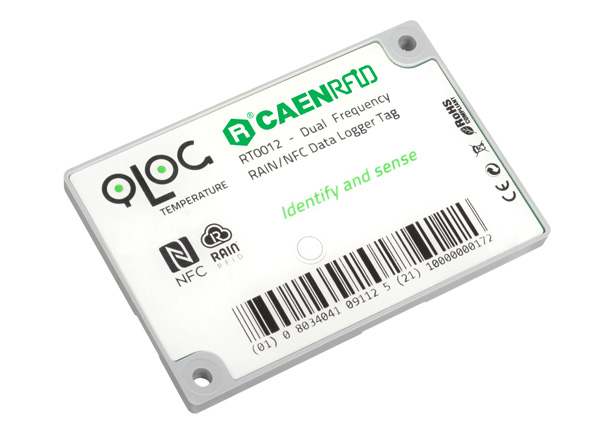 R® CAENRFID
RT0012 - Dual Frequency
RAIN/NFC Data Logger Tag
qLOG
TEMPERATURE
Identify and sense
RoHS
COMPLIANT
CE
NFC
RAIN
RFID
(01) 0 8034041 09112 5 (21) 10000000172